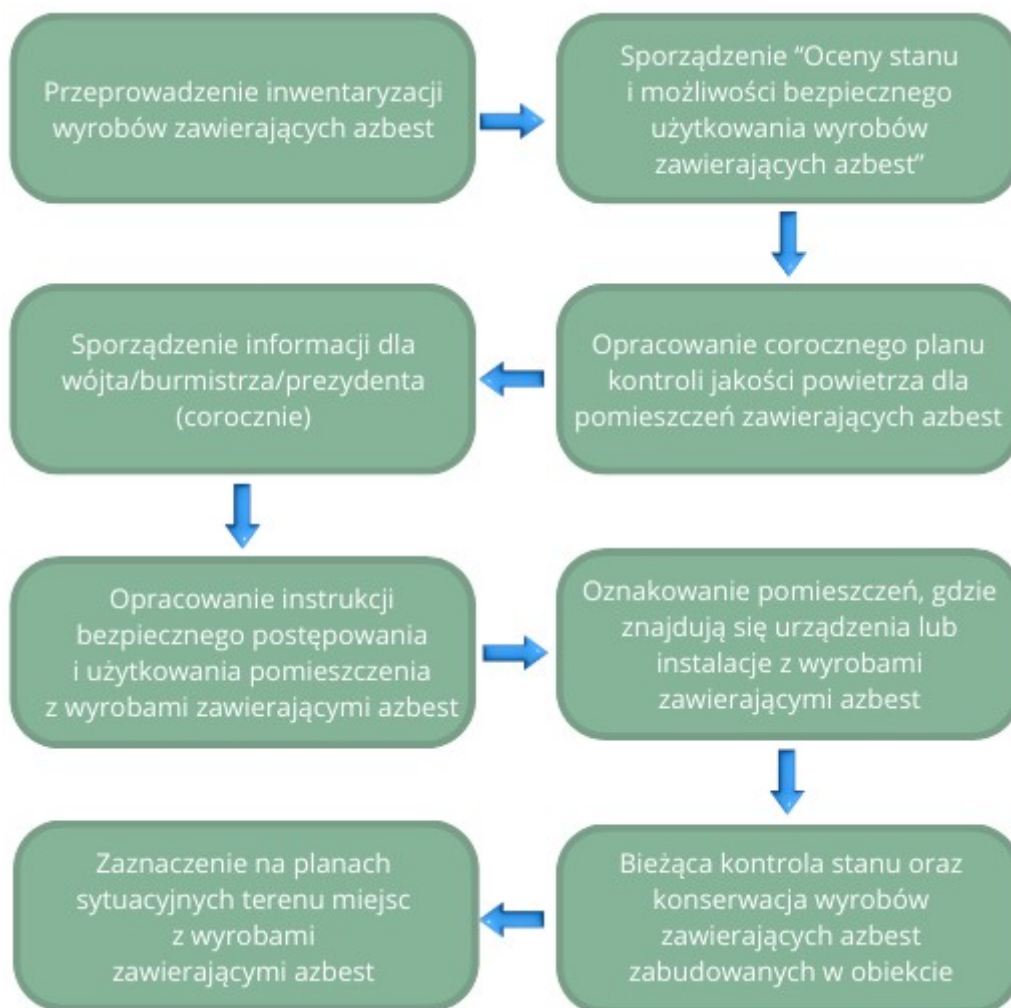 Przeprowadzenie inwentaryzacji
wyrobów zawierających azbest
Sporządzenie “Oceny stanu
i możliwości bezpiecznego
użytkowania wyrobów
zawierających azbest”
Opracowanie corocznego planu
kontroli jakości powietrza dla
pomieszczeń zawierających azbest
Sporządzenie informacji dla
wójta/burmistrza/prezydenta
(corocznie)
Opracowanie instrukcji
bezpiecznego postępowania
i użytkowania pomieszczenia
z wyrobami zawierającymi azbest
Oznakowanie pomieszczeń, gdzie
znajdują się urządzenia lub
instalacje z wyrobami
zawierającymi azbest
Bieżąca kontrola stanu oraz
konserwacja wyrobów
zawierających azbest
zabudowanych w obiekcie
Zaznaczenie na planach
sytuacyjnych terenu miejsc
z wyrobami
zawierającymi azbest